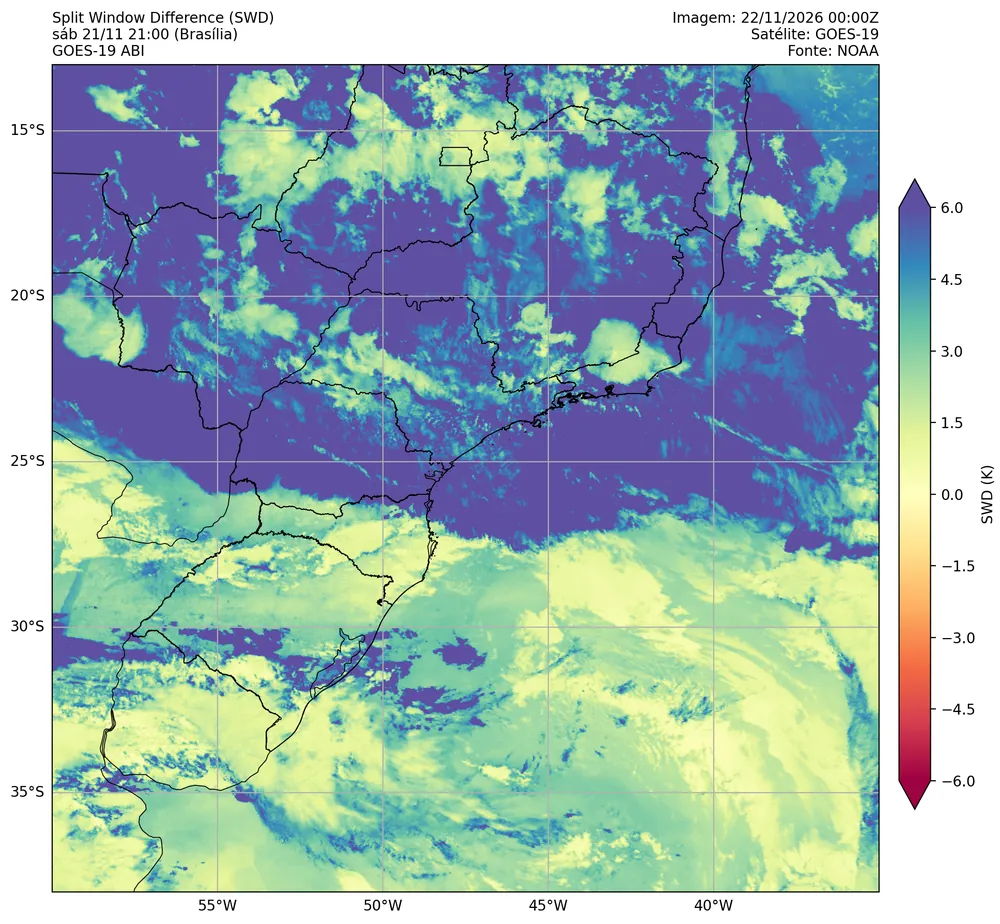 Split Window Difference (SWD)
sáb 21/11 21:00 (Brasília)
GOES-19 ABI
Imagem: 22/11/2026 00:00Z
Satélite: GOES-19
Fonte: NOAA
15°S
20°S
25°S
30°S
35°S
55°W
50°W
45°W
40°W
6.0
4.5
3.0
1.5
0.0
−1.5
−3.0
−4.5
−6.0
SWD (K)